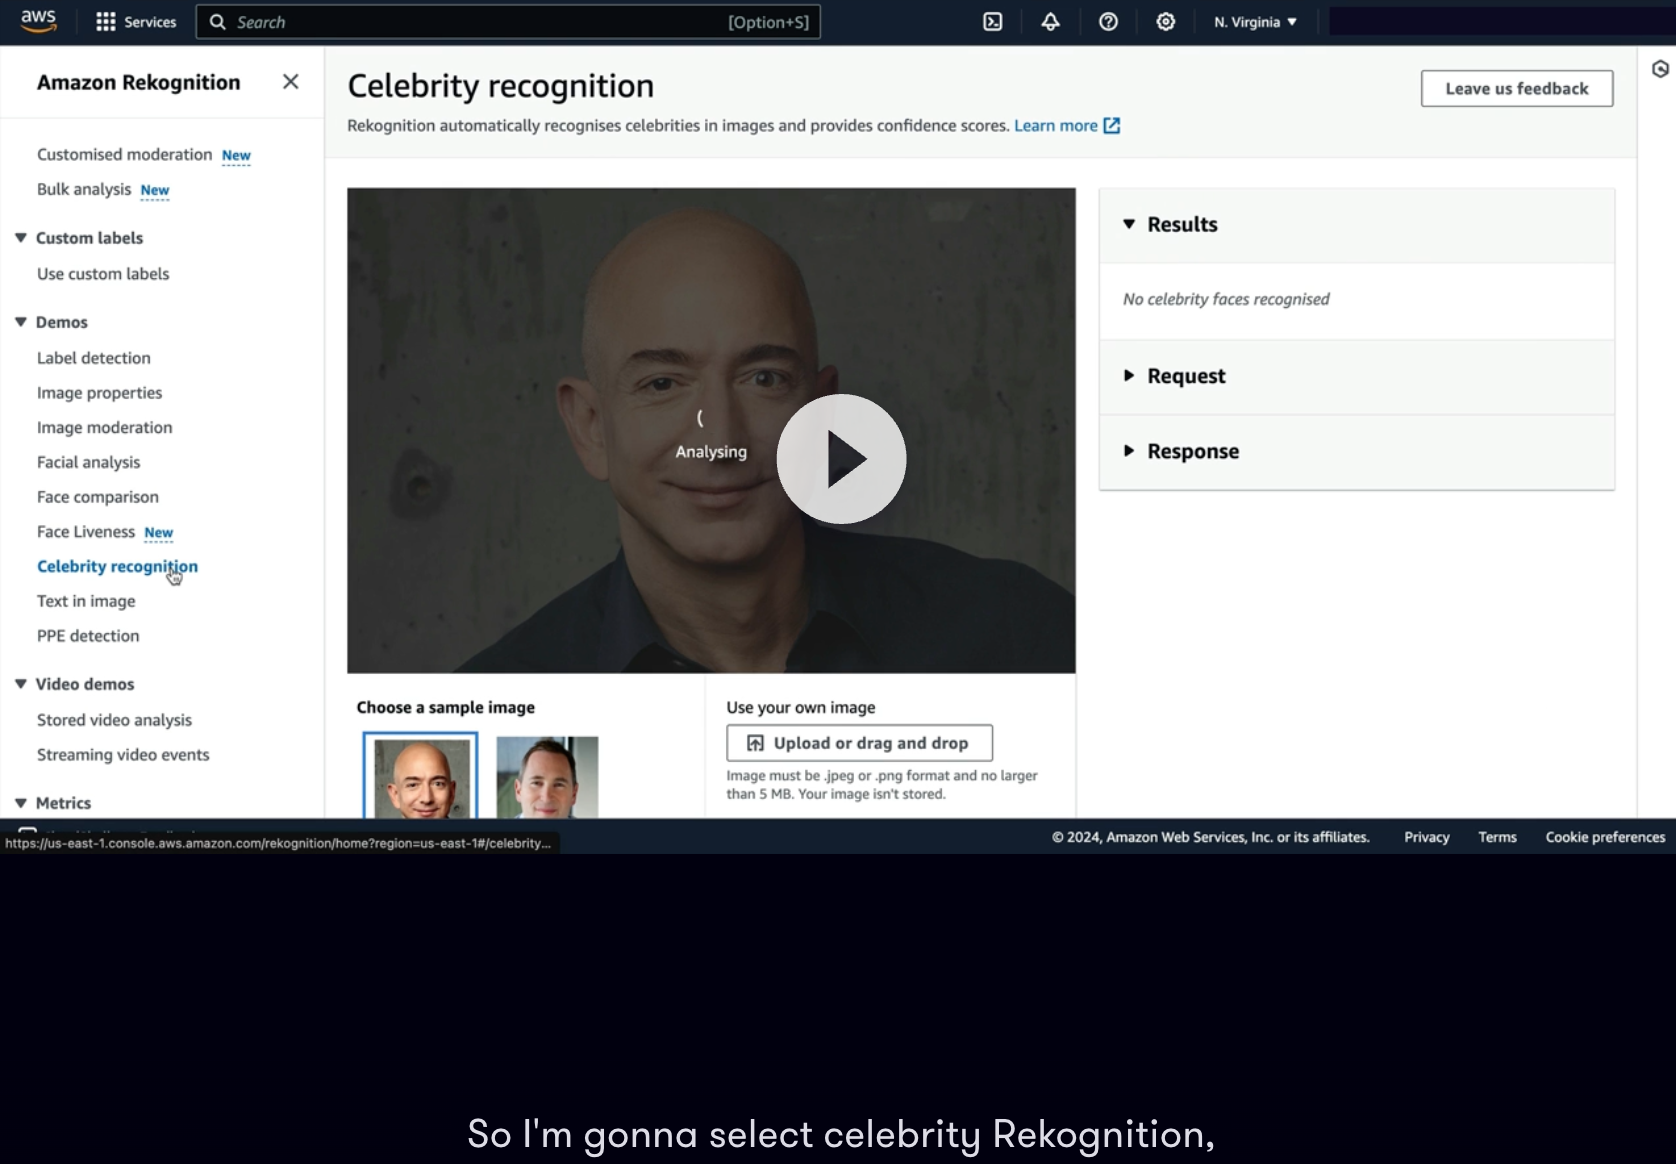 aws
Services
Search
[Option+S]
N. Virginia
Amazon Rekognition
Customised moderation New
Bulk analysis New
Custom labels
Use custom labels
Demos
Label detection
Image properties
Image moderation
Facial analysis
Face comparison
Face Liveness New
Celebrity recognition
Text in image
PPE detection
Video demos
Stored video analysis
Streaming video events
Metrics
Celebrity recognition
Rekognition automatically recognises celebrities in images and provides confidence scores. Learn more
Leave us feedback
Analysing
Choose a sample image
Use your own image
Upload or drag and drop
Image must be .jpeg or .png format and no larger
than 5 MB. Your image isn't stored.
Results
No celebrity faces recognised
Request
Response
https://us-east-1.console.aws.amazon.com/rekognition/home?region=us-east-1#/celebrity...
© 2024, Amazon Web Services, Inc. or its affiliates.
Privacy
Terms
Cookie preferences
So I'm gonna select celebrity Rekognition,